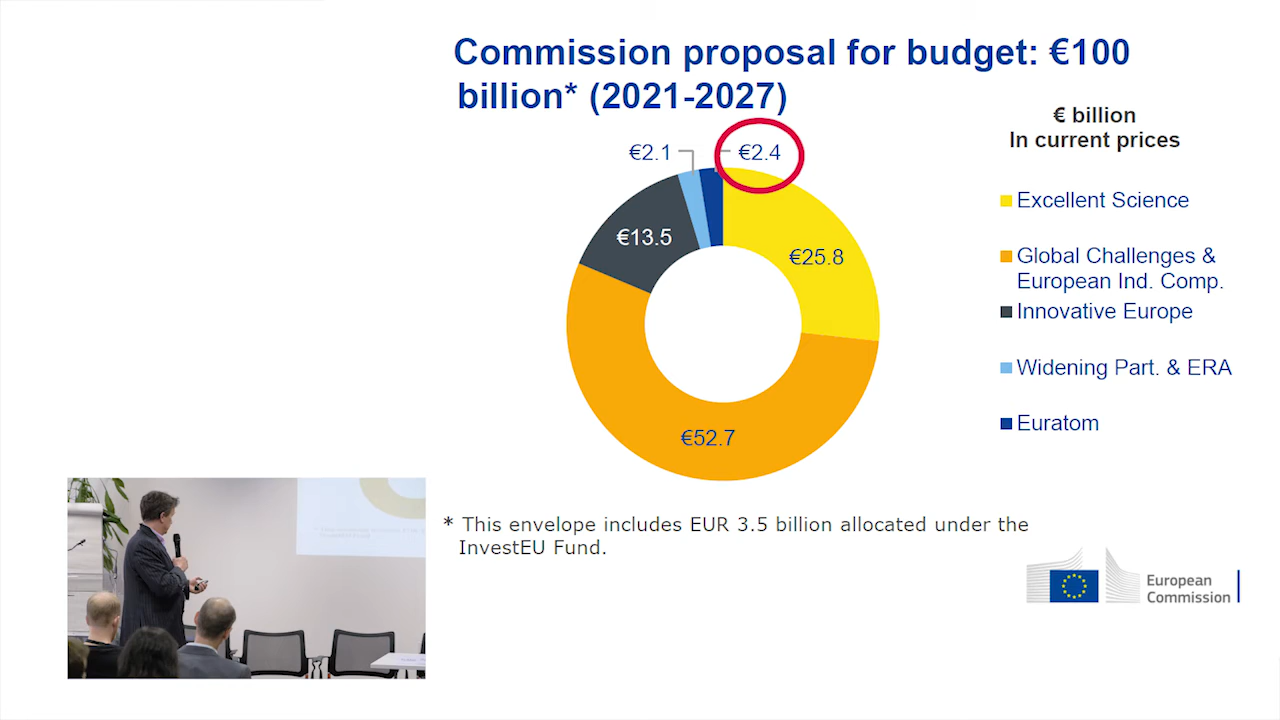 Commission proposal for budget: €100
billion* (2021-2027)
€ billion
In current prices
€2.1
€2.4
€13.5
€25.8
€52.7
Excellent Science
Global Challenges &
European Ind. Comp.
Innovative Europe
Widening Part. & ERA
Euratom
* This envelope includes EUR 3.5 billion allocated under the
InvestEU Fund.
European
Commission